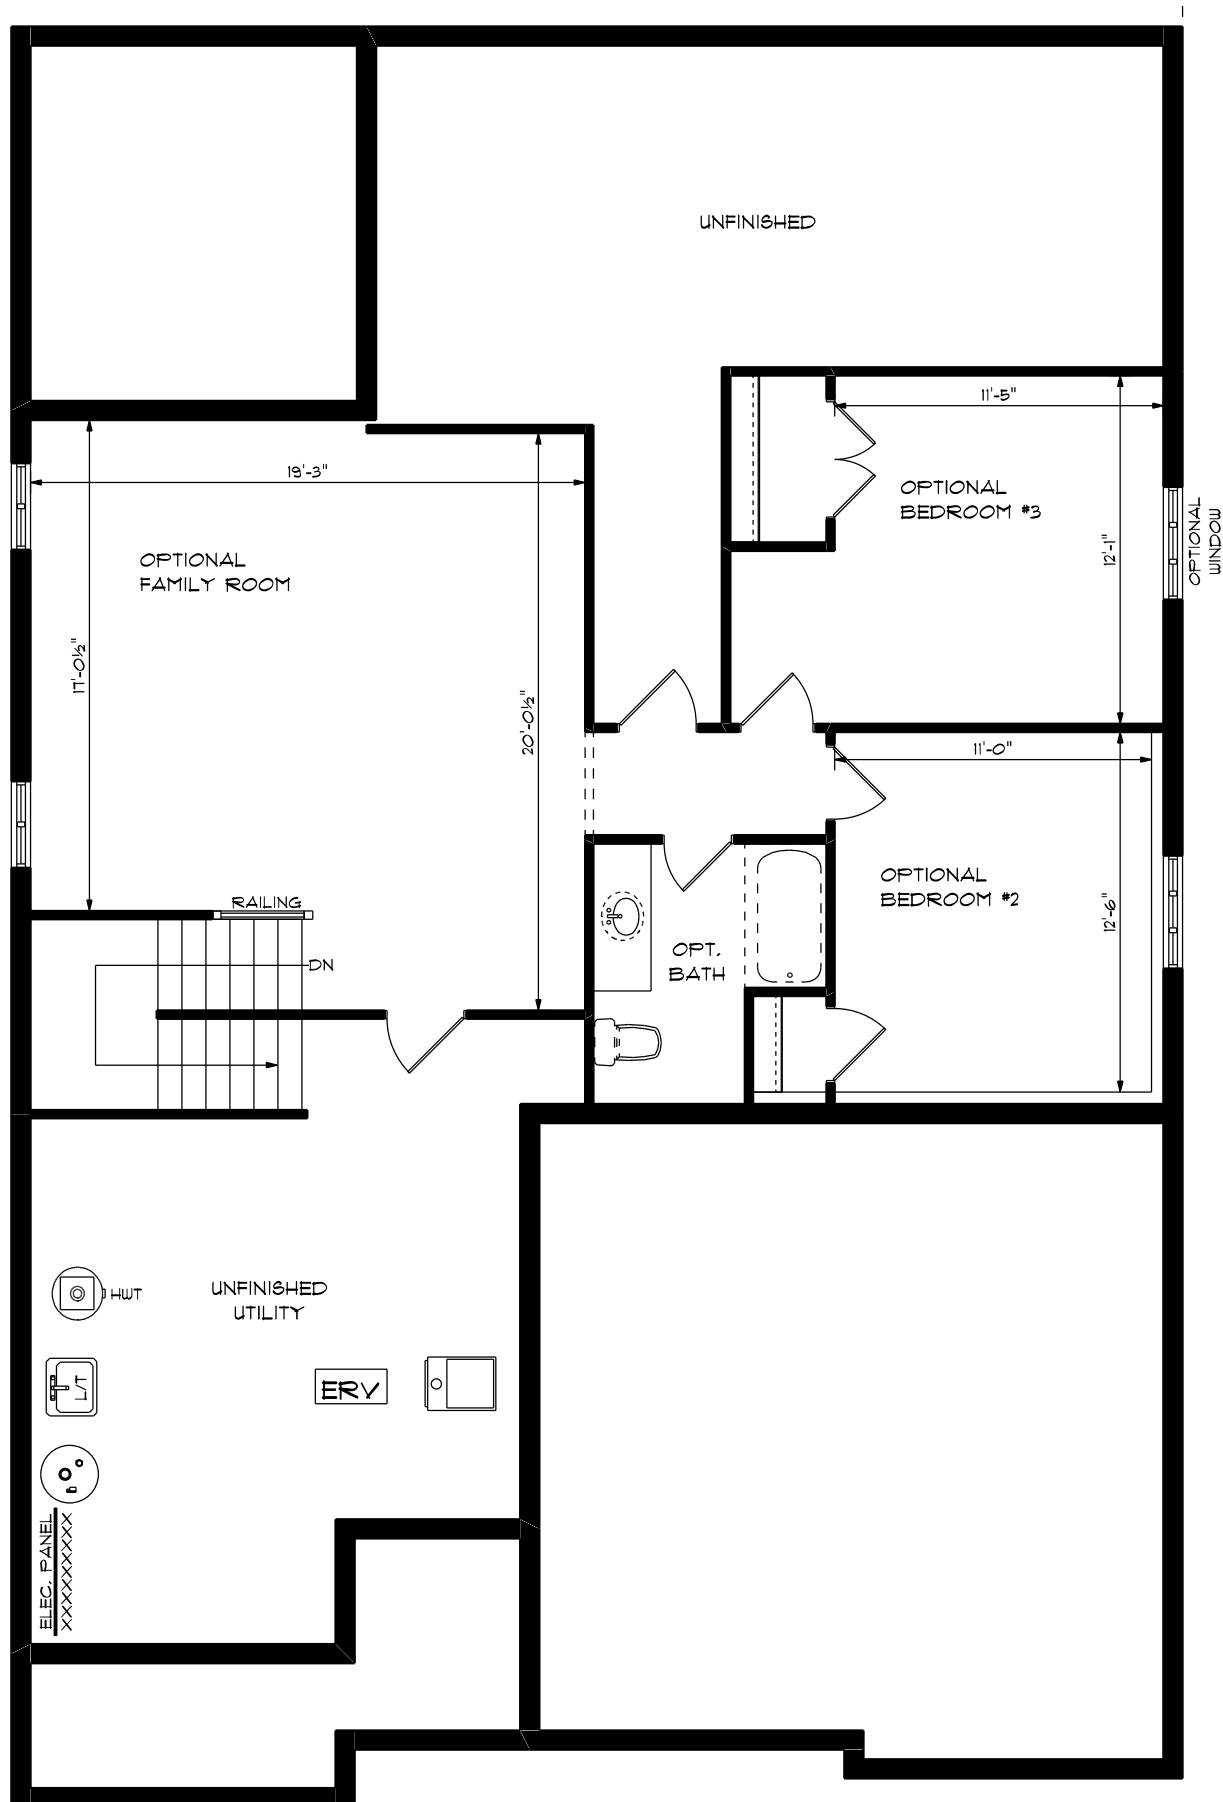 UNFINISHED
11'-5"
19'-3"
OPTIONAL
BEDROOM #3
OPTIONAL
WINDOW
12'-1"
OPTIONAL
FAMILY ROOM
17'-0½"
20'-0½"
11'-0"
OPTIONAL
BEDROOM #2
12'-6"
RAILING
OPT.
BATH
DN
HWT
UNFINISHED
UTILITY
L/T
ERV
ELEC. PANEL
XXXXXXXXX